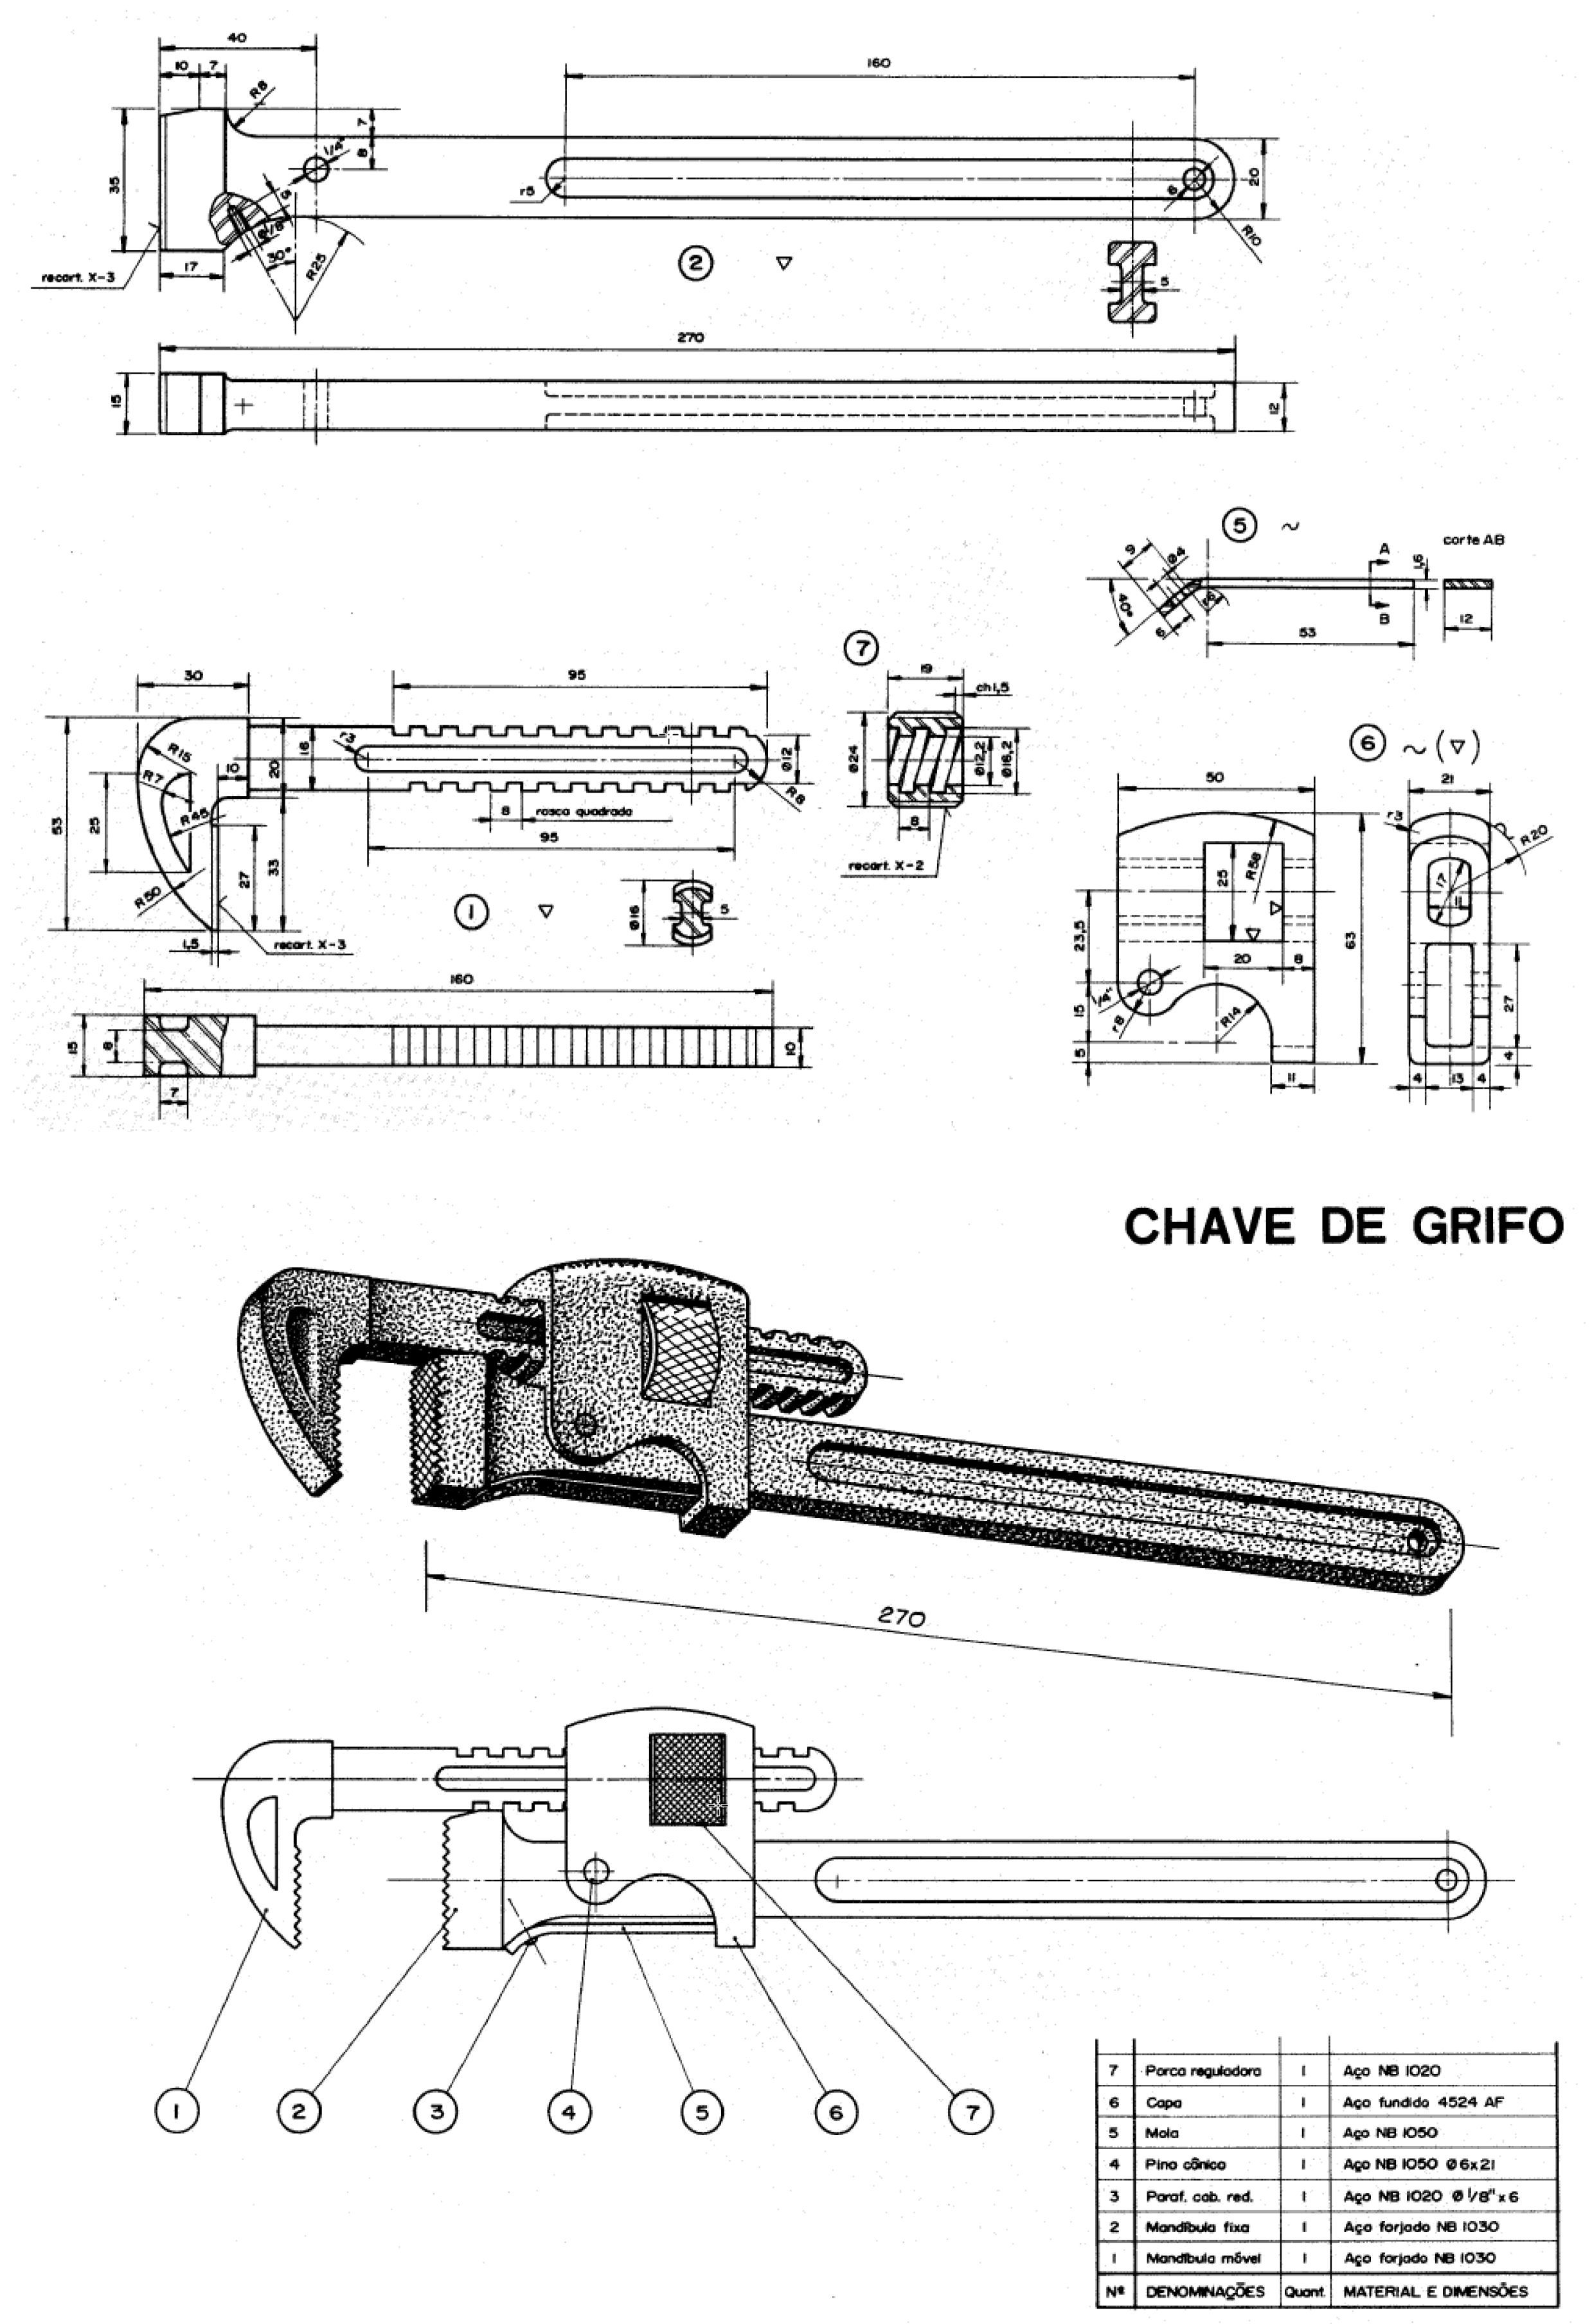 40
10 7
R8
160
7
8
1/4"
35
r5
6
20
5
Ø1/8"
30°
R25
R10
17
recart. X-3
2
5
270
15
12
5
corte AB
9
Ø4
A
1,6
40°
r8
6
B
53
12
7
30
95
19
ch1,5
6
R15
r3
16
20
Ø12
10
R7
R45
53
25
R8
8
rosca quadrada
95
27
33
R50
1,5
recart. X-3
1
Ø16
5
Ø24
Ø12,2
Ø16,2
8
recart. X-2
50
21
r3
R20
R58
25
17
11
23,5
20
8
63
1/4"
r8
R14
15
5
11
27
4
4 13 4
160
15
8
7
10
CHAVE DE GRIFO
270
1 2 3 4 5 6 7
7 Porca reguladora 1 Aço NB 1020
6 Capa 1 Aço fundido 4524 AF
5 Mola 1 Aço NB 1050
4 Pino cônico 1 Aço NB 1050 Ø6x21
3 Paraf. cab. red. 1 Aço NB 1020 Ø 1/8" x 6
2 Mandíbula fixa 1 Aço forjado NB 1030
1 Mandíbula móvel 1 Aço forjado NB 1030
Nº DENOMINAÇÕES Quant. MATERIAL E DIMENSÕES